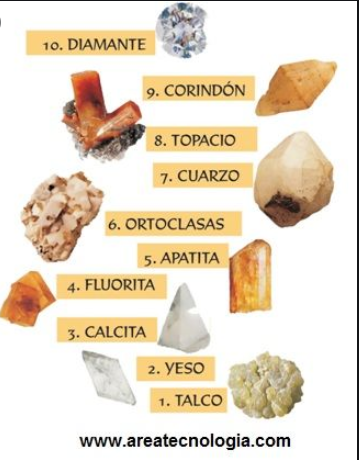 10. DIAMANTE
9. CORINDÓN
8. TOPACIO
7. CUARZO
6. ORTOCLASAS
5. APATITA
4. FLUORITA
3. CALCITA
2. YESO
1. TALCO
www.areatecnologia.com